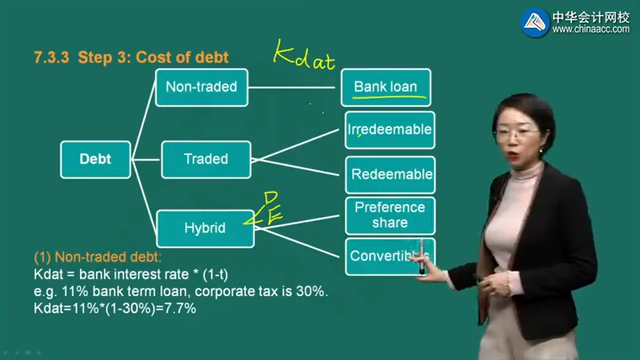 中华会计网校
www.chinaacc.com
7.3.3 Step 3: Cost of debt
Kdat
Non-traded
Bank loan
Irredeemable
Debt
Traded
Redeemable
D
E
Preference
share
Hybrid
(1) Non-traded debt:
Convertibles
Kdat = bank interest rate * (1-t)
e.g. 11% bank term loan, corporate tax is 30%.
Kdat=11%*(1-30%)=7.7%